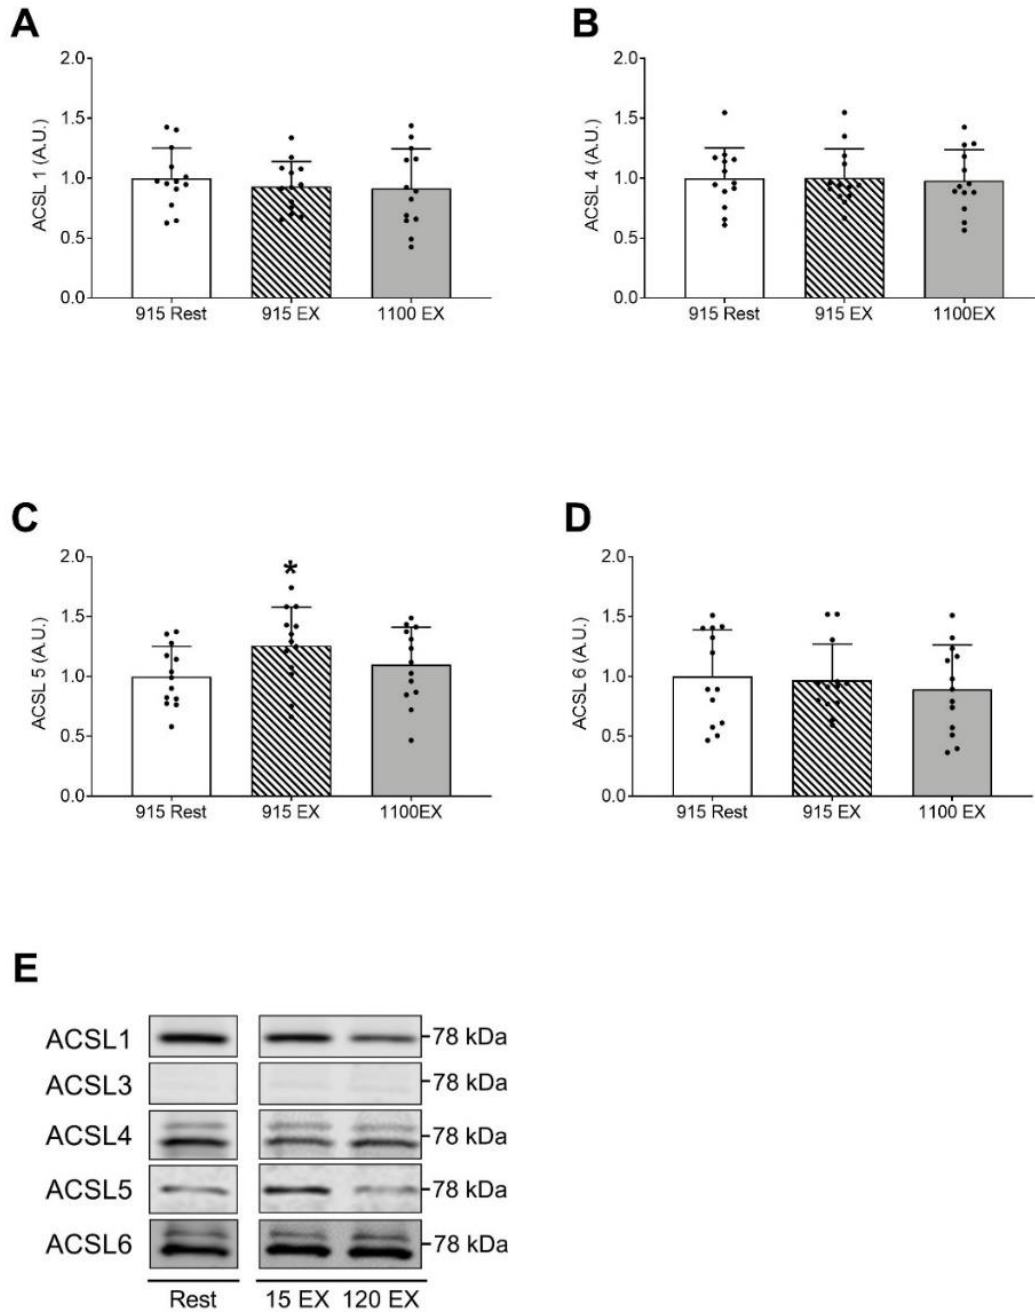 A
B
2.0
1.5
1.0
0.5
0.0
ACSL 1 (A.U.)
915 Rest 915 EX 1100 EX
2.0
1.5
1.0
0.5
0.0
ACSL 4 (A.U.)
915 Rest 915 EX 1100EX
C
D
2.0
1.5
1.0
0.5
0.0
ACSL 5 (A.U.)
*
915 Rest 915 EX 1100EX
2.0
1.5
1.0
0.5
0.0
ACSL 6 (A.U.)
915 Rest 915 EX 1100 EX
E
ACSL1 78 kDa
ACSL3 78 kDa
ACSL4 78 kDa
ACSL5 78 kDa
ACSL6 78 kDa
Rest 15 EX 120 EX